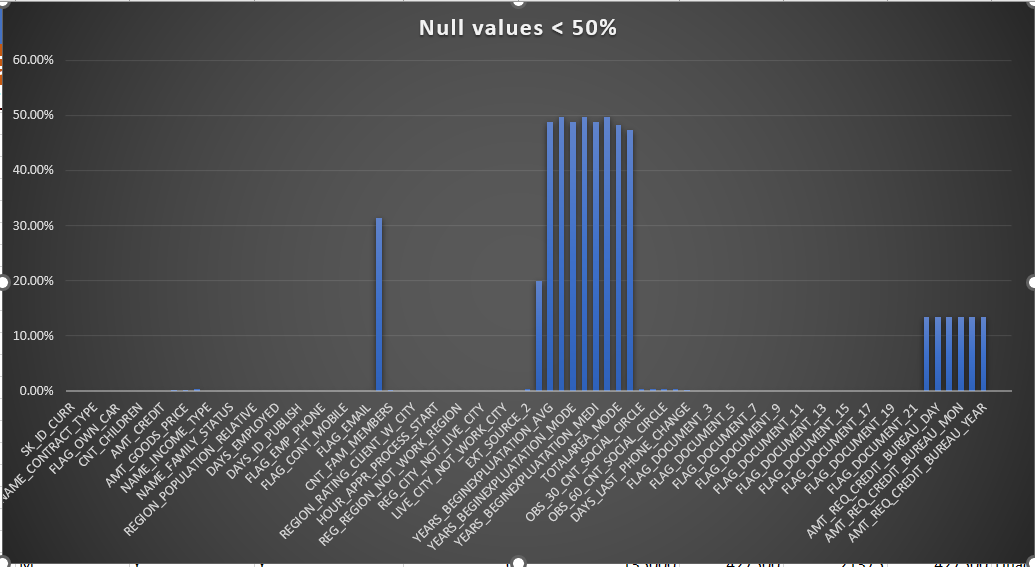 Null values < 50%
60.00%
50.00%
40.00%
30.00%
20.00%
10.00%
0.00%
SK_ID_CURR
NAME_CONTRACT_TYPE
FLAG_OWN_CAR
CNT_CHILDREN
AMT_CREDIT
AMT_GOODS_PRICE
NAME_INCOME_TYPE
NAME_FAMILY_STATUS
REGION_POPULATION_RELATIVE
DAYS_EMPLOYED
DAYS_ID_PUBLISH
FLAG_EMP_PHONE
FLAG_CONT_MOBILE
FLAG_EMAIL
CNT_FAM_MEMBERS
REGION_RATING_CLIENT_W_CITY
HOUR_APPR_PROCESS_START
REG_REGION_NOT_WORK_REGION
REG_CITY_NOT_LIVE_CITY
LIVE_CITY_NOT_WORK_CITY
EXT_SOURCE_2
YEARS_BEGINEXPLUATATION_AVG
YEARS_BEGINEXPLUATATION_MODE
YEARS_BEGINEXPLUATATION_MEDI
TOTALAREA_MODE
OBS_30_CNT_SOCIAL_CIRCLE
OBS_60_CNT_SOCIAL_CIRCLE
DAYS_LAST_PHONE_CHANGE
FLAG_DOCUMENT_3
FLAG_DOCUMENT_5
FLAG_DOCUMENT_7
FLAG_DOCUMENT_9
FLAG_DOCUMENT_11
FLAG_DOCUMENT_13
FLAG_DOCUMENT_15
FLAG_DOCUMENT_17
FLAG_DOCUMENT_19
FLAG_DOCUMENT_21
AMT_REQ_CREDIT_BUREAU_DAY
AMT_REQ_CREDIT_BUREAU_MON
AMT_REQ_CREDIT_BUREAU_YEAR